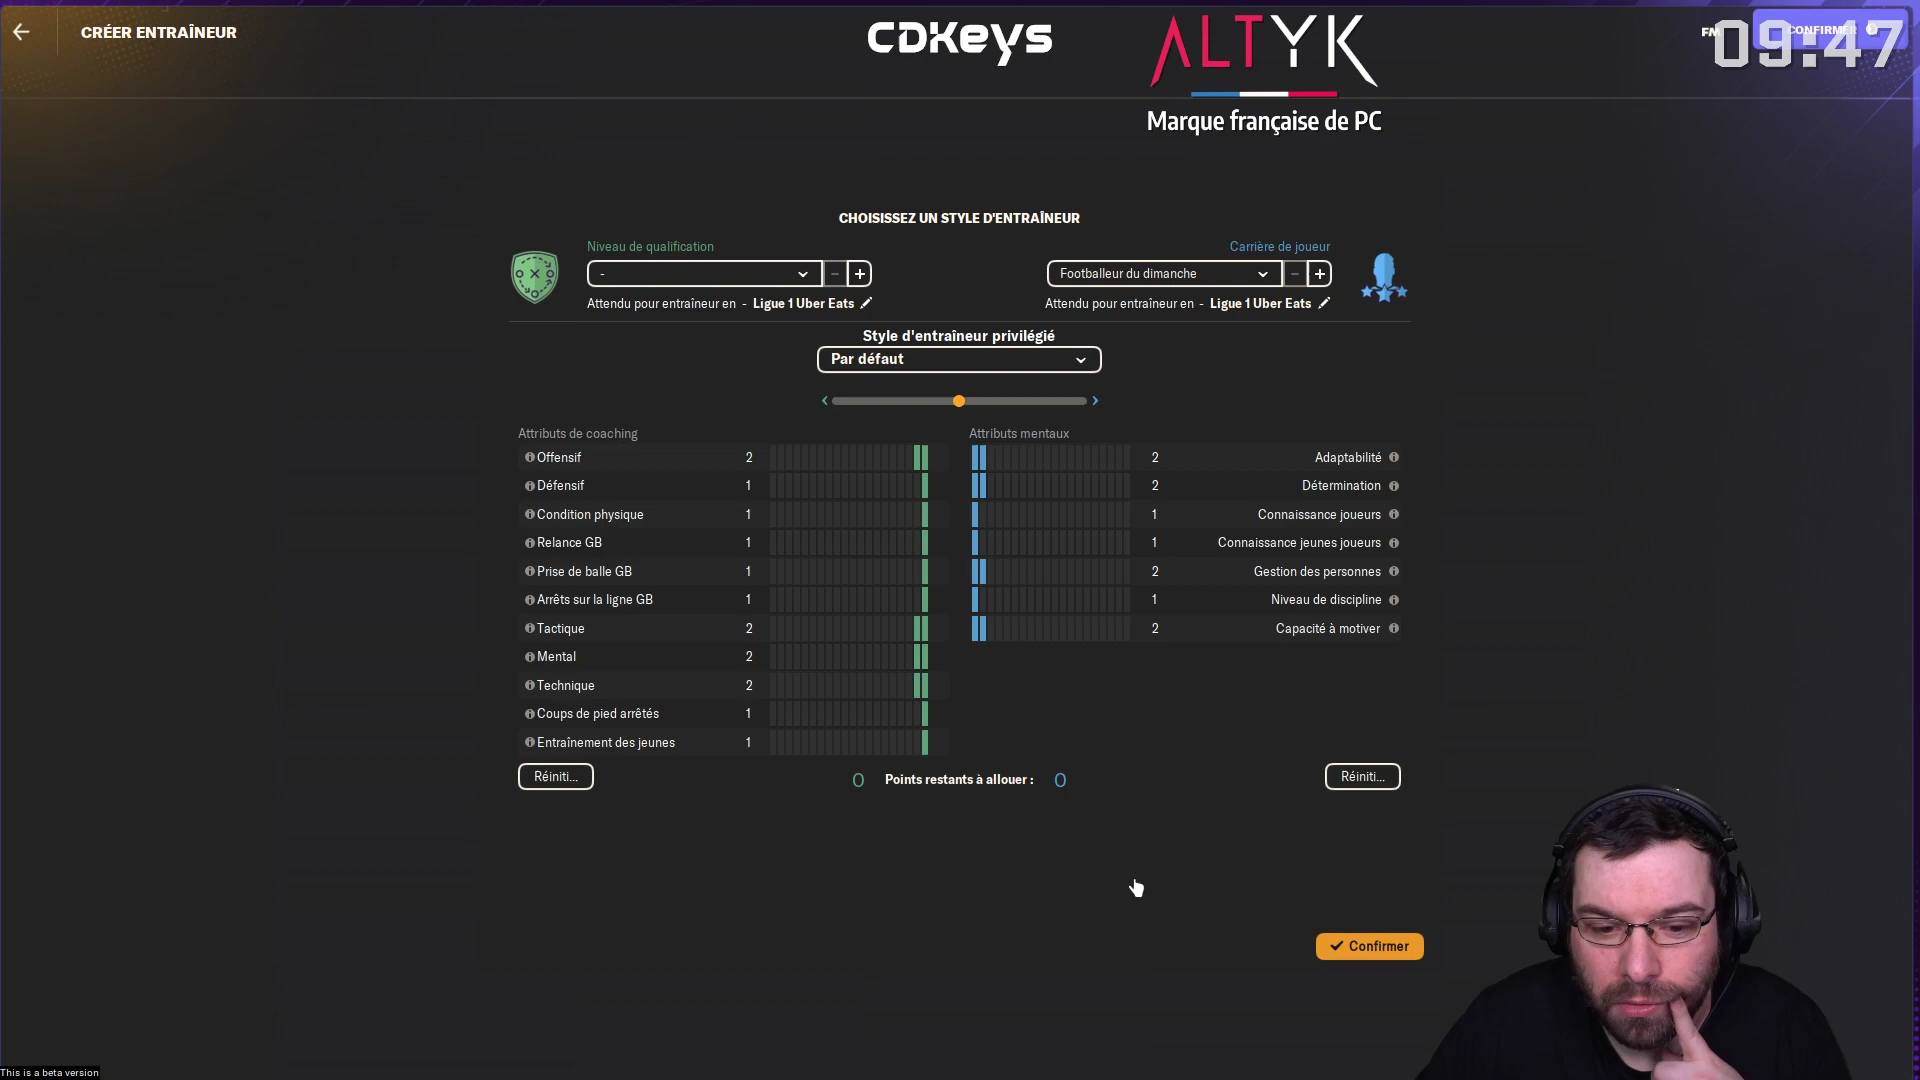 CRÉER ENTRAÎNEUR
CDKeys
ALTYK
Marque française de PC
FM
CONFIRMER
09:47
CHOISISSEZ UN STYLE D'ENTRAÎNEUR
Niveau de qualification
-
Attendu pour entraîneur en - Ligue 1 Uber Eats
Carrière de joueur
Footballeur du dimanche
Attendu pour entraîneur en - Ligue 1 Uber Eats
Style d'entraîneur privilégié
Par défaut
Attributs de coaching
Offensif 2
Défensif 1
Condition physique 1
Relance GB 1
Prise de balle GB 1
Arrêts sur la ligne GB 1
Tactique 2
Mental 2
Technique 2
Coups de pied arrêtés 1
Entraînement des jeunes 1
Attributs mentaux
2 Adaptabilité
2 Détermination
1 Connaissance joueurs
1 Connaissance jeunes joueurs
2 Gestion des personnes
1 Niveau de discipline
2 Capacité à motiver
Réiniti...
0 Points restants à allouer : 0
Réiniti...
Confirmer
This is a beta version